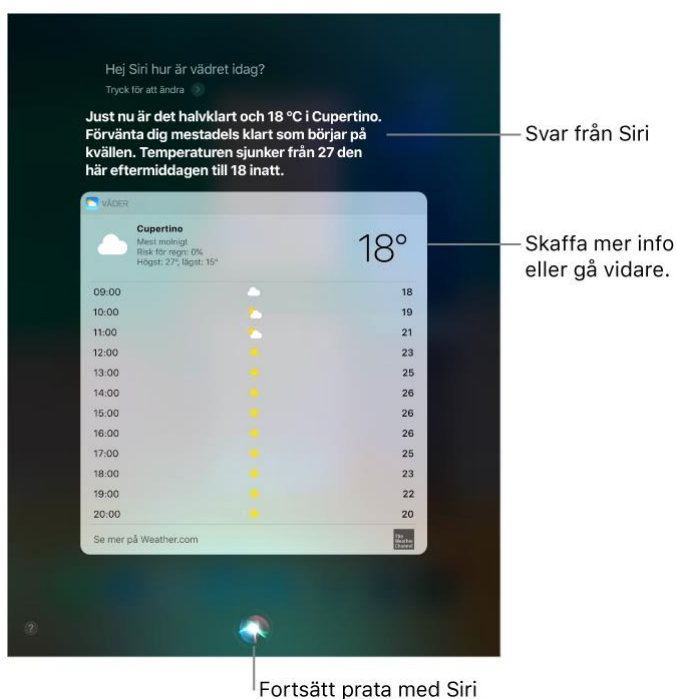 Hej Siri hur är vädret idag?
Tryck för att ändra
Just nu är det halvklart och 18 °C i Cupertino.
Förvänta dig mestadels klart som börjar på
kvällen. Temperaturen sjunker från 27 den
här eftermiddagen till 18 inatt.
Svar från Siri
VÄDER
Cupertino
Mest molnigt
Risk för regn: 0%
Högst: 27°, lägst: 15°
18°
Skaffa mer info
eller gå vidare.
09:00 18
10:00 19
11:00 21
12:00 23
13:00 25
14:00 26
15:00 26
16:00 26
17:00 25
18:00 23
19:00 22
20:00 20
Se mer på Weather.com
The
Weather
Channel
?
Fortsätt prata med Siri